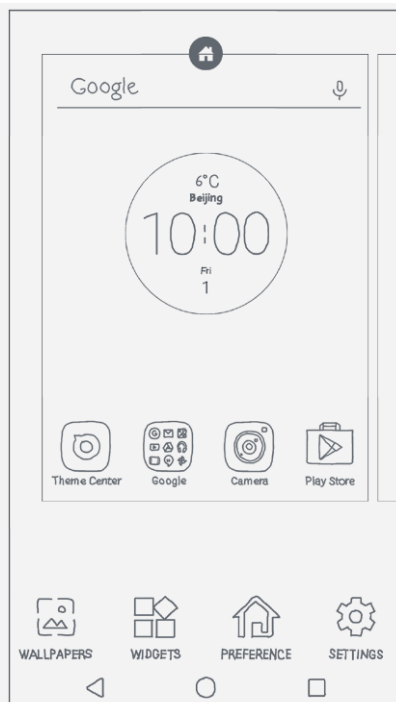 Google
6°C
Beijing
10:00
Fri
1
Theme Center Google Camera Play Store
WALLPAPERS WIDGETS PREFERENCE SETTINGS